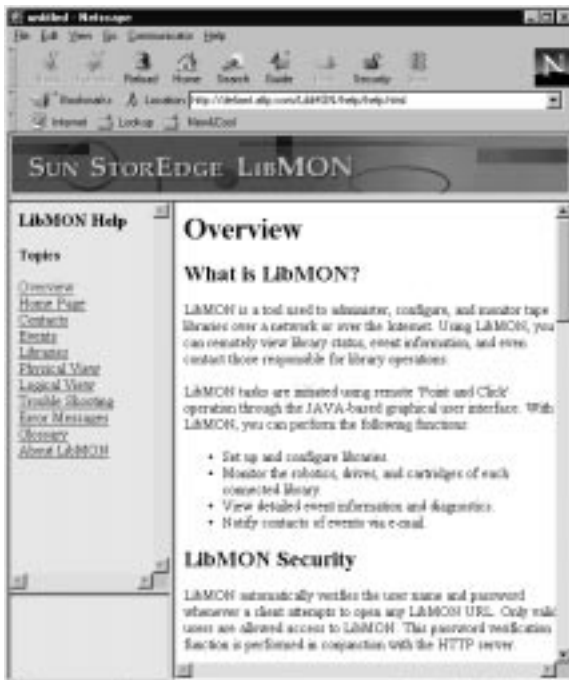 untitled - Netscape
File Edit View Go Communicator Help
Reload Home Search Guide Security
Bookmarks Location
Internet Lookup New&Cool
N
SUN STOREDGE LIBMON
LibMON Help
Topics
Overview
Home Page
Contacts
Events
Libraries
Physical View
Logical View
Trouble Shooting
Error Messages
Glossary
About LibMON
Overview
What is LibMON?
LibMON is a tool used to administer, configure, and monitor tape
libraries over a network or over the Internet. Using LibMON, you
can remotely view library status, event information, and even
contact those responsible for library operations.
LibMON tasks are initiated using remote 'Point and Click'
operation through the JAVA-based graphical user interface. With
LibMON, you can perform the following functions:
• Set up and configure libraries.
• Monitor the robotics, drives, and cartridges of each
connected library.
• View detailed event information and diagnostics.
• Notify contacts of events via e-mail.
LibMON Security
LibMON automatically verifies the user name and password
whenever a client attempts to open any LibMON URL. Only valid
users are allowed access to LibMON. This password verification
function is performed in conjunction with the HTTP server.